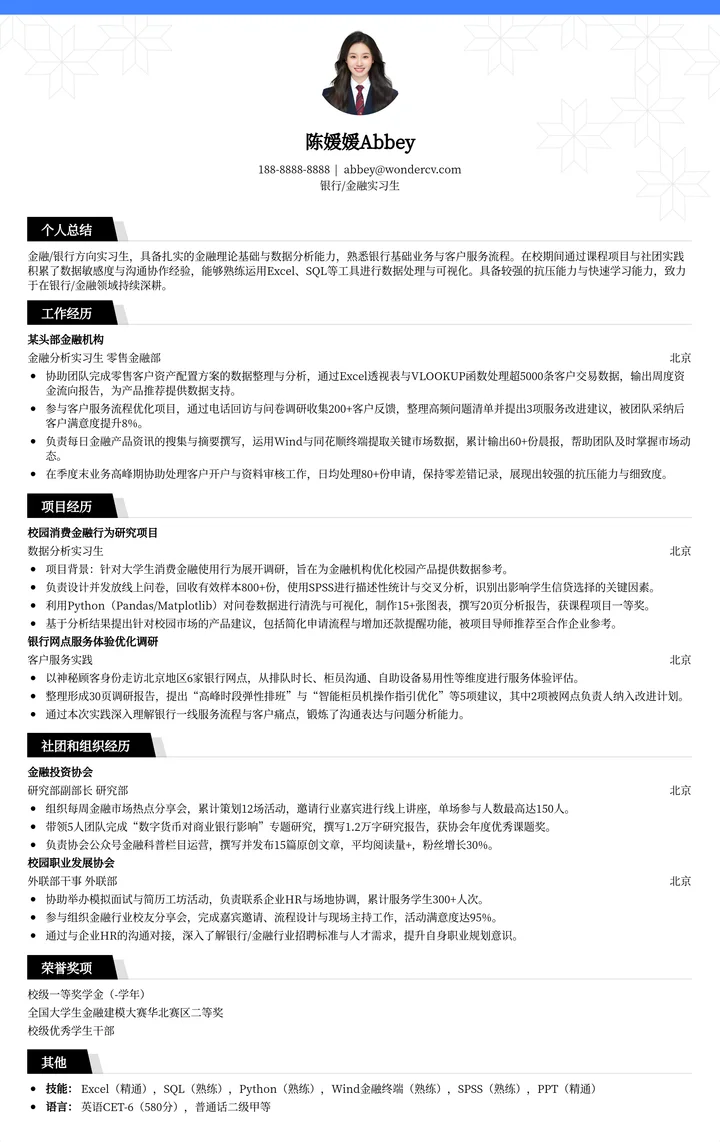 陈媛媛Abbey
188-8888-8888 | abbey@wondercv.com
银行/金融实习生
个人总结
金融/银行方向实习生，具备扎实的金融理论基础与数据分析能力，熟悉银行基础业务与客户服务流程。在校期间通过课程项目与社团实践
积累了数据敏感度与沟通协作经验，能够熟练运用Excel、SQL等工具进行数据处理与可视化。具备较强的抗压能力与快速学习能力，致力
于在银行/金融领域持续深耕。
工作经历
某头部金融机构
金融分析实习生 零售金融部 北京
• 协助团队完成零售客户资产配置方案的数据整理与分析，通过Excel透视表与VLOOKUP函数处理超5000条客户交易数据，输出周度资
金流向报告，为产品推荐提供数据支持。
• 参与客户服务流程优化项目，通过电话回访与问卷调研收集200+客户反馈，整理高频问题清单并提出3项服务改进建议，被团队采纳后
客户满意度提升8%。
• 负责每日金融产品资讯的搜集与摘要撰写，运用Wind与同花顺终端提取关键市场数据，累计输出60+份晨报，帮助团队及时掌握市场动
态。
• 在季度末业务高峰期协助处理客户开户与资料审核工作，日均处理80+份申请，保持零差错记录，展现出较强的抗压能力与细致度。
项目经历
校园消费金融行为研究项目
数据分析实习生 北京
• 项目背景：针对大学生消费金融使用行为展开调研，旨在为金融机构优化校园产品提供数据参考。
• 负责设计并发放线上问卷，回收有效样本800+份，使用SPSS进行描述性统计与交叉分析，识别出影响学生信贷选择的关键因素。
• 利用Python（Pandas/Matplotlib）对问卷数据进行清洗与可视化，制作15+张图表，撰写20页分析报告，获课程项目一等奖。
• 基于分析结果提出针对校园市场的产品建议，包括简化申请流程与增加还款提醒功能，被项目导师推荐至合作企业参考。
银行网点服务体验优化调研
客户服务实践 北京
• 以神秘顾客身份走访北京地区6家银行网点，从排队时长、柜员沟通、自助设备易用性等维度进行服务体验评估。
• 整理形成30页调研报告，提出“高峰时段弹性排班”与“智能柜员机操作指引优化”等5项建议，其中2项被网点负责人纳入改进计划。
• 通过本次实践深入理解银行一线服务流程与客户痛点，锻炼了沟通表达与问题分析能力。
社团和组织经历
金融投资协会
研究部副部长 研究部 北京
• 组织每周金融市场热点分享会，累计策划12场活动，邀请行业嘉宾进行线上讲座，单场参与人数最高达150人。
• 带领5人团队完成“数字货币对商业银行影响”专题研究，撰写1.2万字研究报告，获协会年度优秀课题奖。
• 负责协会公众号金融科普栏目运营，撰写并发布15篇原创文章，平均阅读量+，粉丝增长30%。
校园职业发展协会
外联部干事 外联部 北京
• 协助举办模拟面试与简历工坊活动，负责联系企业HR与场地协调，累计服务学生300+人次。
• 参与组织金融行业校友分享会，完成嘉宾邀请、流程设计与现场主持工作，活动满意度达95%。
• 通过与企业HR的沟通对接，深入了解银行/金融行业招聘标准与人才需求，提升自身职业规划意识。
荣誉奖项
校级一等奖学金（-学年）
全国大学生金融建模大赛华北赛区二等奖
校级优秀学生干部
其他
• 技能： Excel（精通），SQL（熟练），Python（熟练），Wind金融终端（熟练），SPSS（熟练），PPT（精通）
• 语言： 英语CET-6（580分），普通话二级甲等